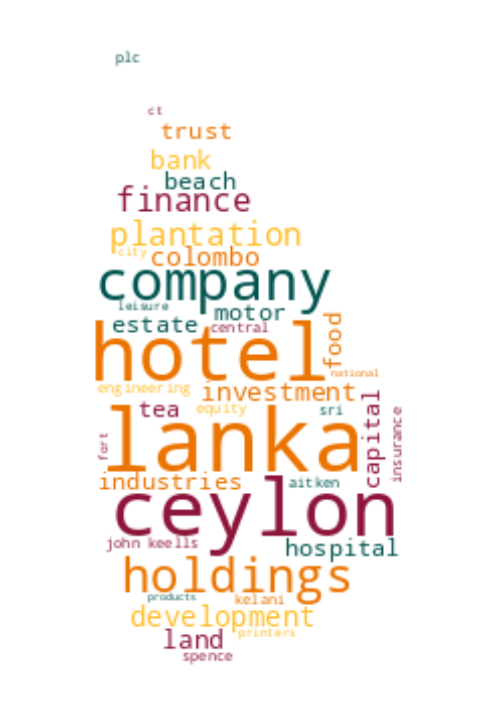 plc
ct
trust
bank
beach
finance
plantation
city colombo
company
leisure motor
estate central
hotel food
national
engineering investment
tea equity sri
capital insurance
fort lanka
industries aitken
ceylon
john keells hospital
holdings
products kelani
development
land printers
spence